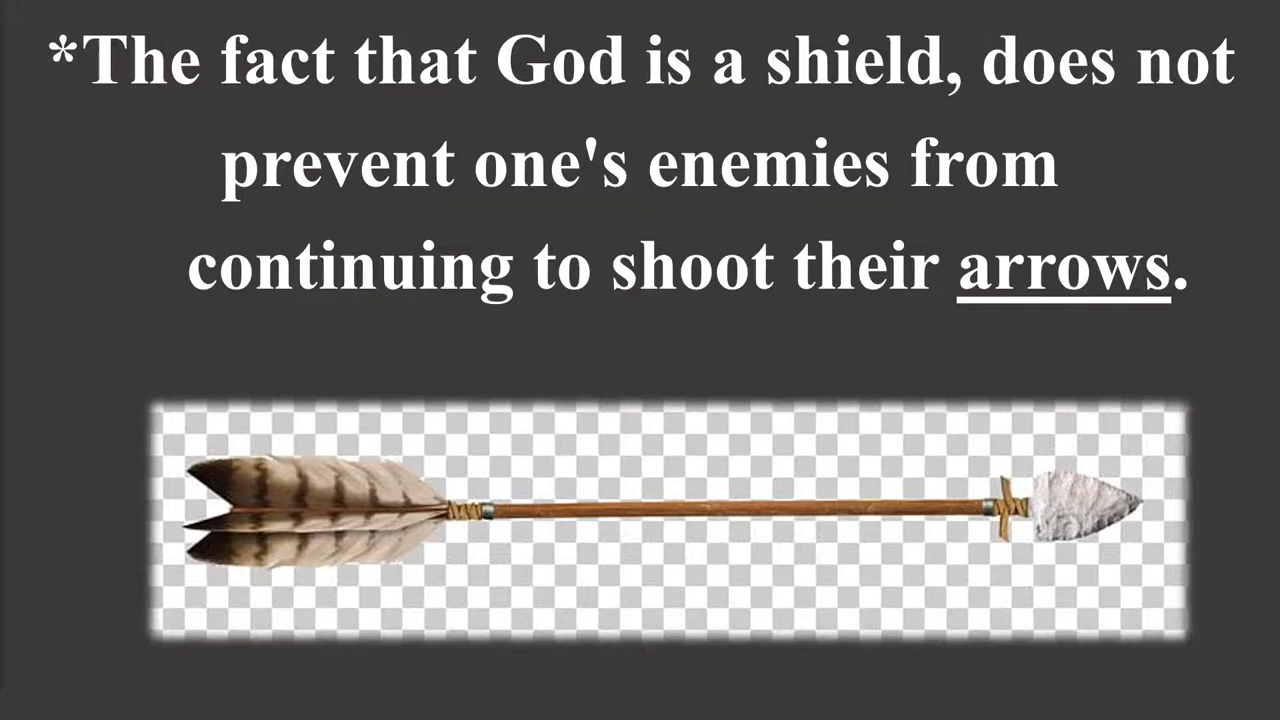 *The fact that God is a shield, does not
prevent one's enemies from
continuing to shoot their arrows.